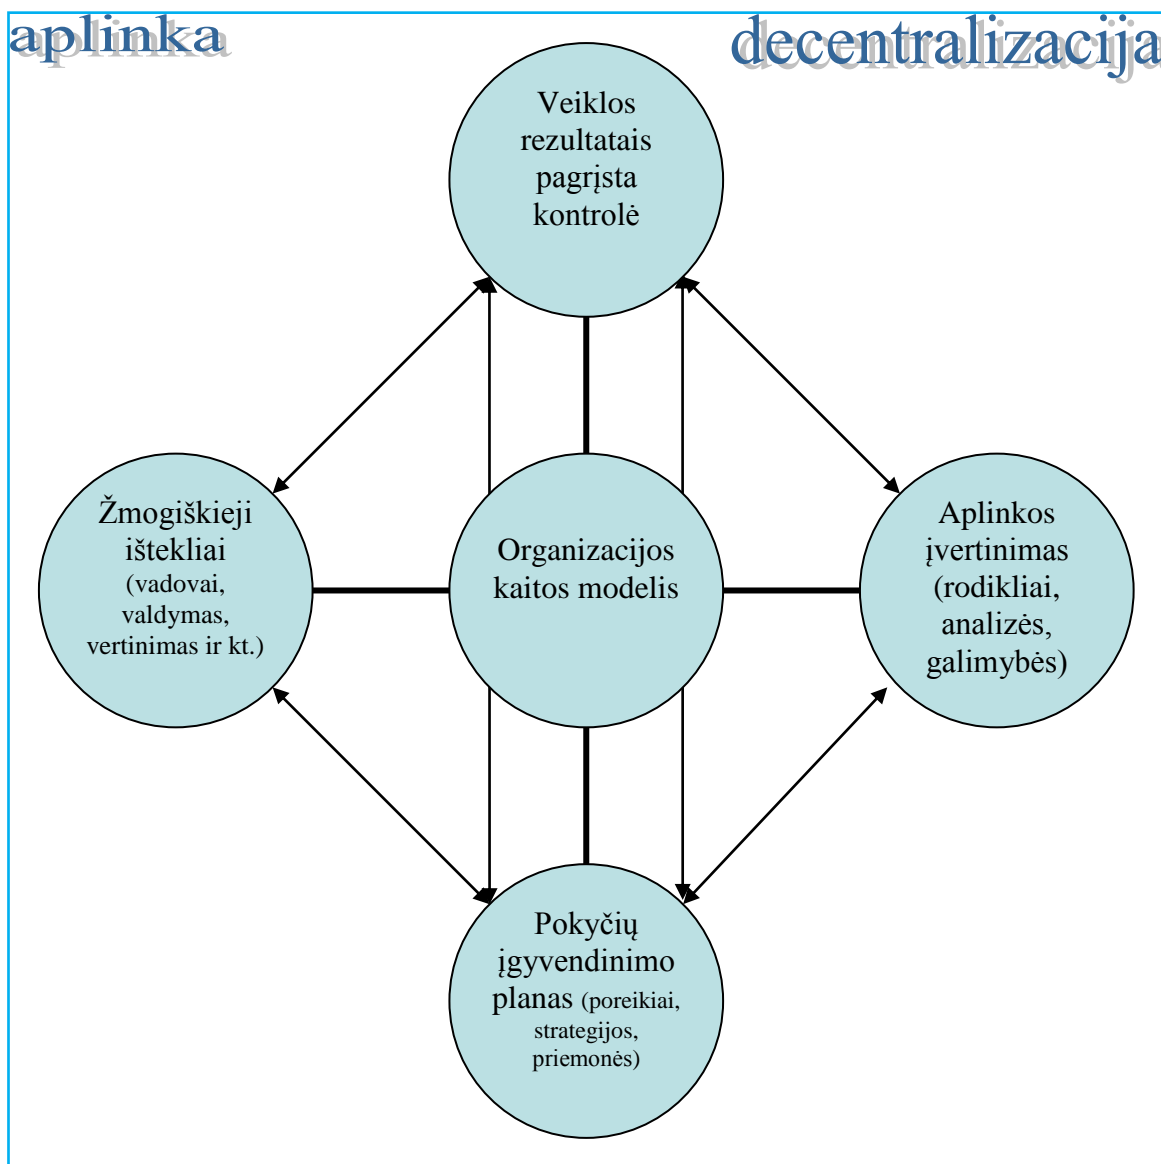 aplinka
decentralizacija
Veiklos
rezultatais
pagrįsta
kontrolė
Žmogiškieji
ištekliai
(vadovai,
valdymas,
vertinimas ir kt.)
Organizacijos
kaitos modelis
Aplinkos
įvertinimas
(rodikliai,
analizės,
galimybės)
Pokyčių
įgyvendinimo
planas (poreikiai,
strategijos,
priemonės)